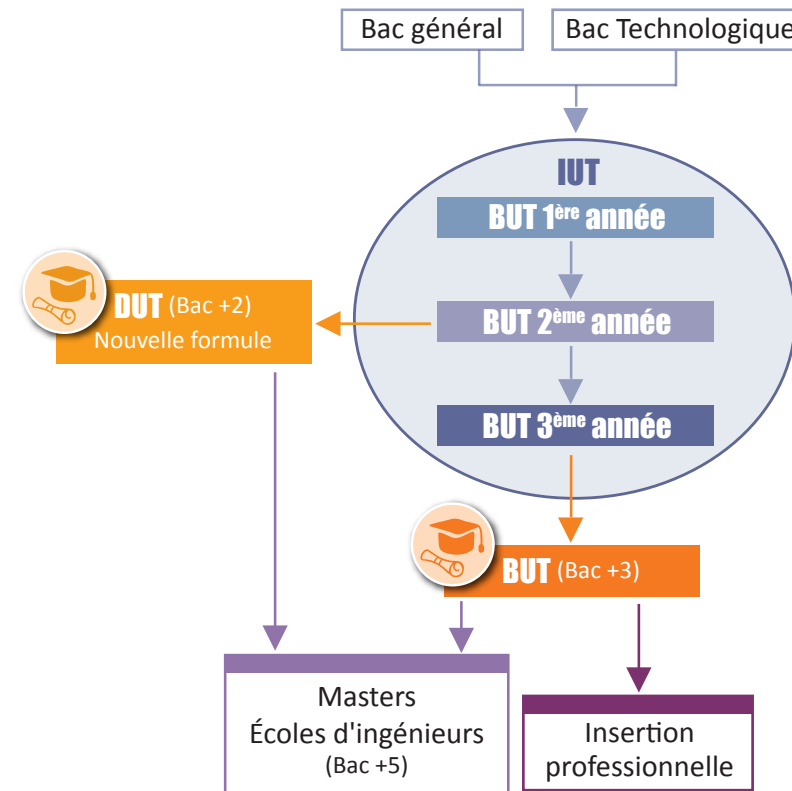 Bac général
Bac Technologique
IUT
BUT 1ère année
DUT (Bac +2)
Nouvelle formule
BUT 2ème année
BUT 3ème année
BUT (Bac +3)
Masters
Écoles d'ingénieurs
(Bac +5)
Insertion
professionnelle